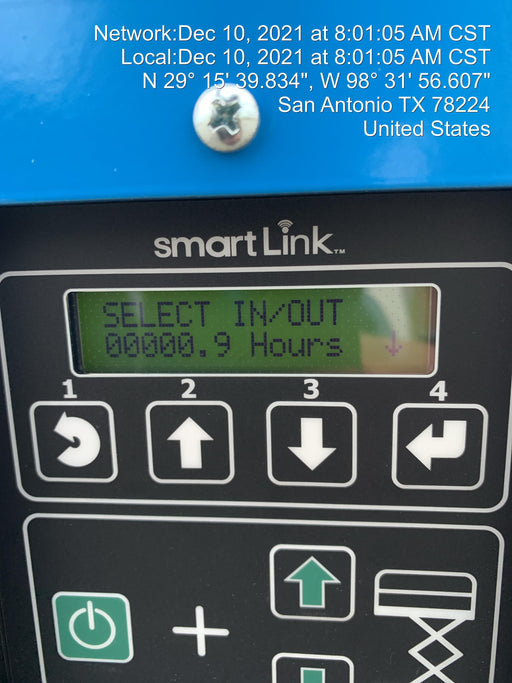 Network:Dec 10, 2021 at 8:01:05 AM CST
Local:Dec 10, 2021 at 8:01:05 AM CST
N 29° 15' 39.834", W 98° 31' 56.607"
San Antonio TX 78224
United States
smartLink™
SELECT IN/OUT
00000.9 Hours ↓
1 2 3 4